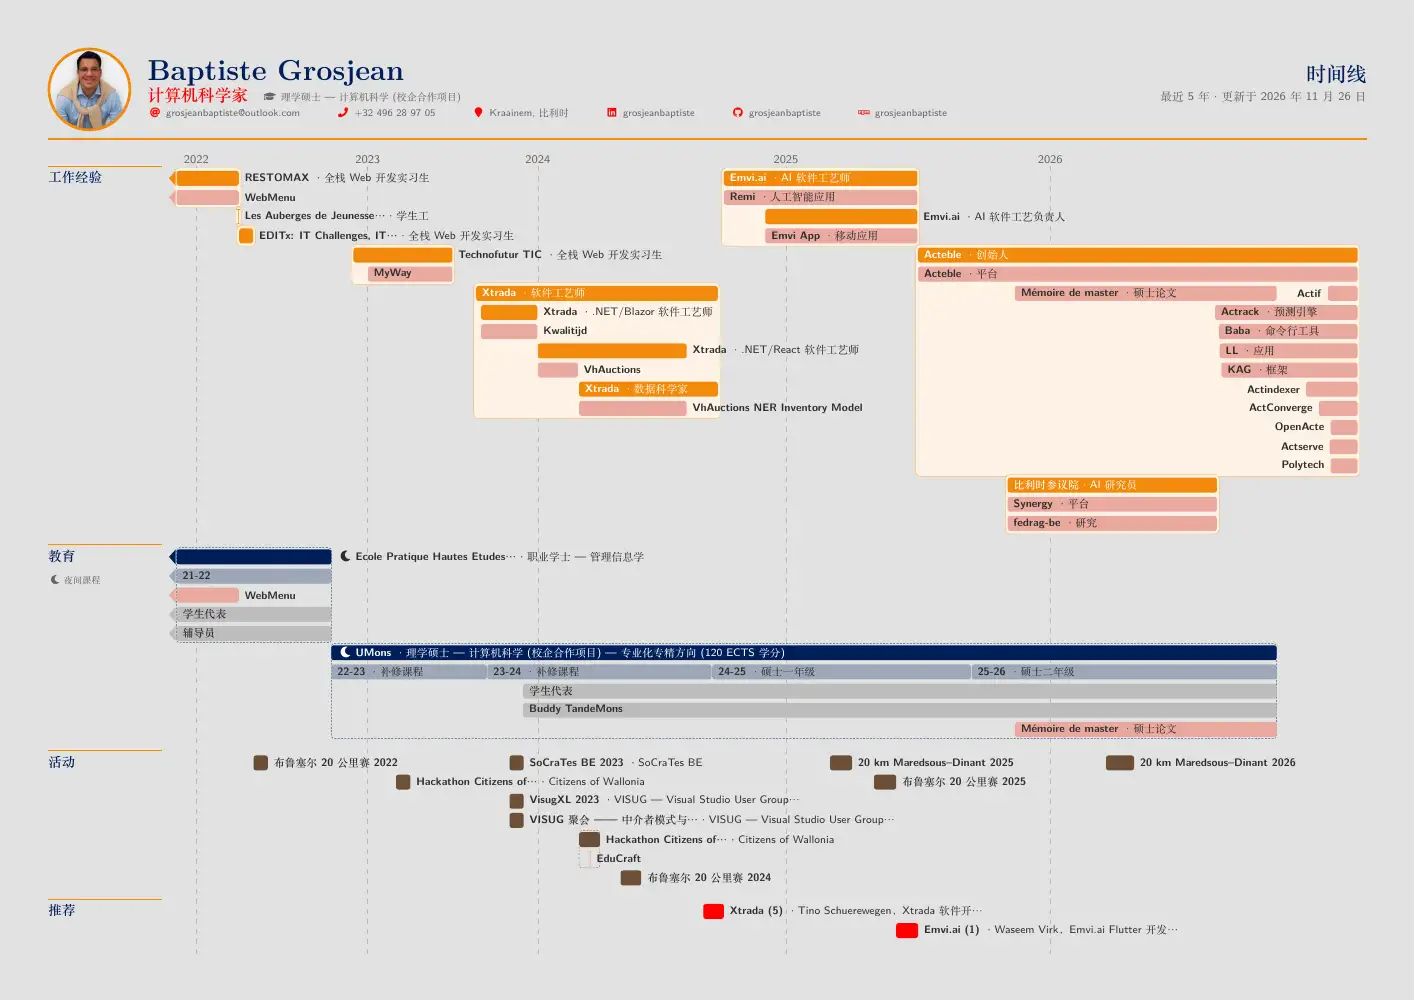 Baptiste Grosjean
时间线
计算机科学家 理学硕士 — 计算机科学 (校企合作项目)
最近 5 年 · 更新于 2026 年 11 月 26 日
grosjeanbaptiste@outlook.com +32 496 28 97 05 Kraainem, 比利时 grosjeanbaptiste grosjeanbaptiste grosjeanbaptiste
2022 2023 2024 2025 2026
工作经验
RESTOMAX · 全栈 Web 开发实习生
Emvi.ai · AI 软件工艺师
WebMenu
Remi · 人工智能应用
Les Auberges de Jeunesse… · 学生工
Emvi.ai · AI 软件工艺负责人
EDITx: IT Challenges, IT… · 全栈 Web 开发实习生
Emvi App · 移动应用
Technofutur TIC · 全栈 Web 开发实习生
Acteble · 创始人
MyWay
Acteble · 平台
Xtrada · 软件工艺师
Mémoire de master · 硕士论文
Actif
Xtrada · .NET/Blazor 软件工艺师
Actrack · 预测引擎
Kwalitijd
Baba · 命令行工具
Xtrada · .NET/React 软件工艺师
LL · 应用
VhAuctions
KAG · 框架
Xtrada · 数据科学家
Actindexer
VhAuctions NER Inventory Model
ActConverge
OpenActe
Actserve
Polytech
比利时参议院 · AI 研究员
Synergy · 平台
fedrag-be · 研究
教育
Ecole Pratique Hautes Etudes… · 职业学士 — 管理信息学
夜间课程
21-22
WebMenu
学生代表
辅导员
UMons · 理学硕士 — 计算机科学 (校企合作项目) — 专业化专精方向 (120 ECTS 学分)
22-23 · 补修课程 23-24 · 补修课程 24-25 · 硕士一年级 25-26 · 硕士二年级
学生代表
Buddy TandeMons
Mémoire de master · 硕士论文
活动
布鲁塞尔 20 公里赛 2022
SoCraTes BE 2023 · SoCraTes BE
20 km Maredsous–Dinant 2025
20 km Maredsous–Dinant 2026
Hackathon Citizens of… · Citizens of Wallonia
布鲁塞尔 20 公里赛 2025
VisugXL 2023 · VISUG — Visual Studio User Group…
VISUG 聚会 —— 中介者模式与… · VISUG — Visual Studio User Group…
Hackathon Citizens of… · Citizens of Wallonia
EduCraft
布鲁塞尔 20 公里赛 2024
推荐
Xtrada (5) · Tino Schuerewegen, Xtrada 软件开…
Emvi.ai (1) · Waseem Virk, Emvi.ai Flutter 开发…